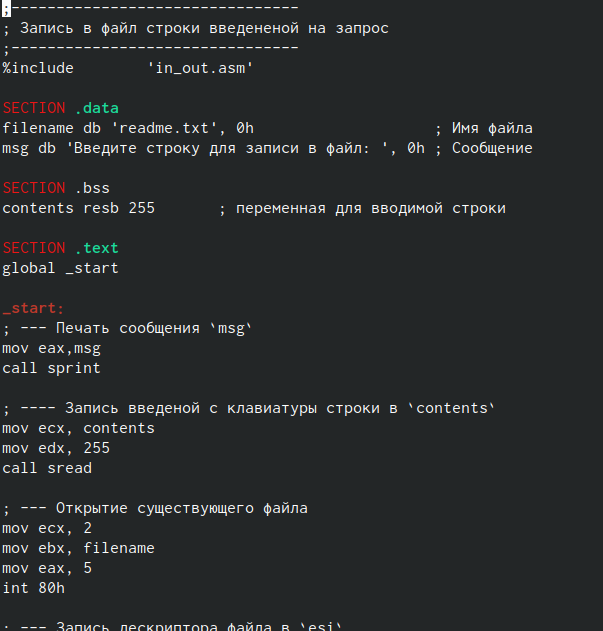 ;--------------------------------
; Запись в файл строки введененой на запрос
;--------------------------------
%include        'in_out.asm'
SECTION .data
filename db 'readme.txt', 0h                    ; Имя файла
msg db 'Введите строку для записи в файл: ', 0h ; Сообщение
SECTION .bss
contents resb 255       ; переменная для вводимой строки
SECTION .text
global _start
_start:
; --- Печать сообщения `msg`
mov eax,msg
call sprint
; ---- Запись введеной с клавиатуры строки в `contents`
mov ecx, contents
mov edx, 255
call sread
; --- Открытие существующего файла
mov ecx, 2
mov ebx, filename
mov eax, 5
int 80h
; --- Запись дескриптора файла в `esi`